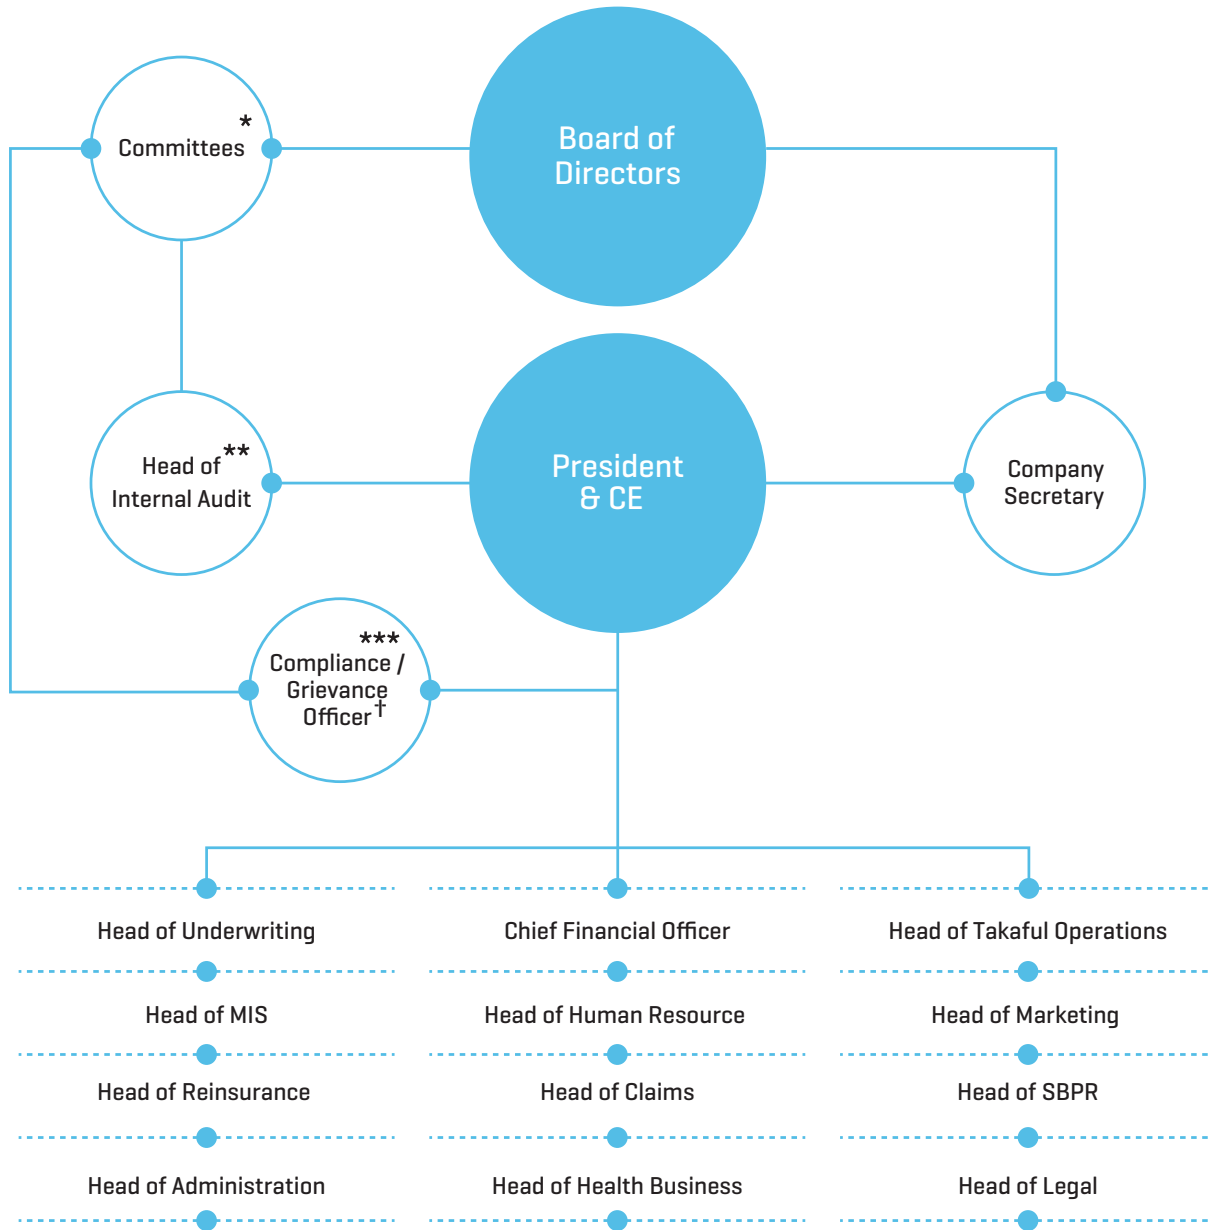 *
Committees
Board of
Directors
Head of**
Internal Audit
President
& CE
Company
Secretary
***
Compliance /
Grievance
Officer†
Head of Underwriting
Chief Financial Officer
Head of Takaful Operations
Head of MIS
Head of Human Resource
Head of Marketing
Head of Reinsurance
Head of Claims
Head of SBPR
Head of Administration
Head of Health Business
Head of Legal